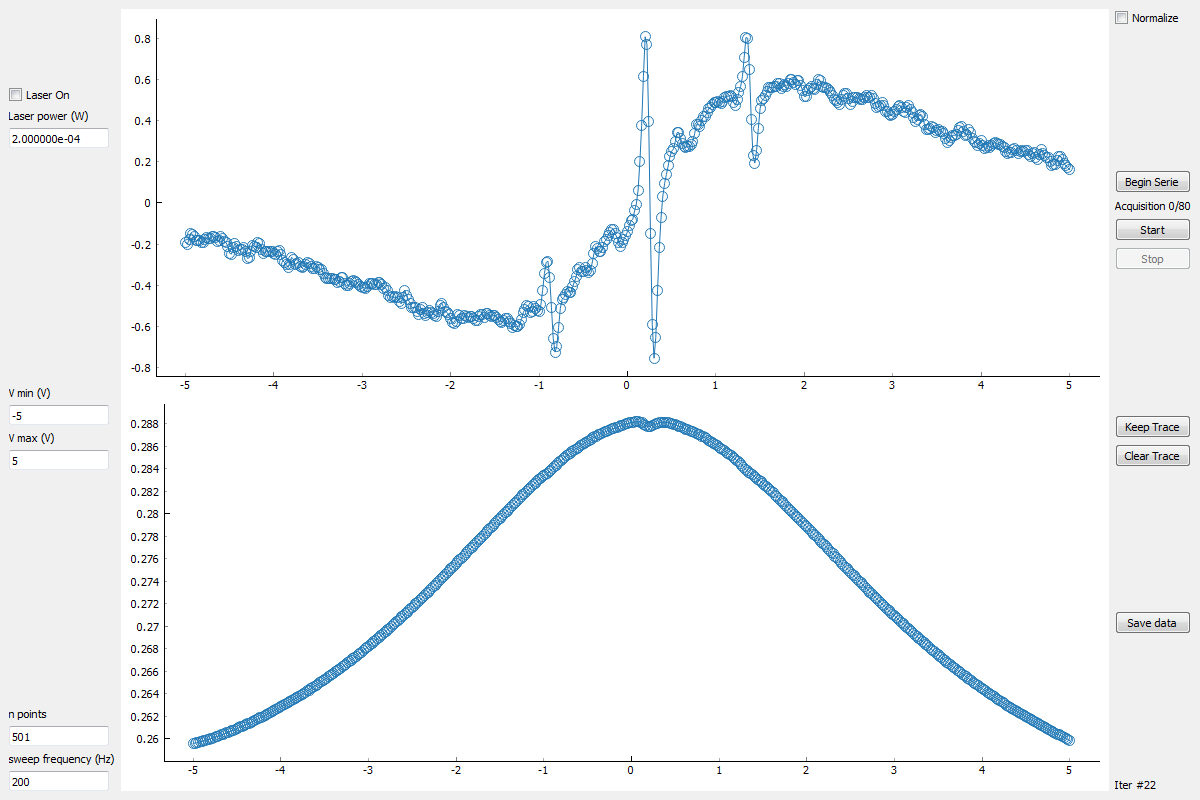 Laser On
Laser power (W)
2.000000e-04
V min (V)
-5
V max (V)
5
n points
501
sweep frequency (Hz)
200
0.8
0.6
0.4
0.2
0
-0.2
-0.4
-0.6
-0.8
-5 -4 -3 -2 -1 0 1 2 3 4 5
0.288
0.286
0.284
0.282
0.28
0.278
0.276
0.274
0.272
0.27
0.268
0.266
0.264
0.262
0.26
-5 -4 -3 -2 -1 0 1 2 3 4 5
Normalize
Begin Serie
Acquisition 0/80
Start
Stop
Keep Trace
Clear Trace
Save data
Iter #22